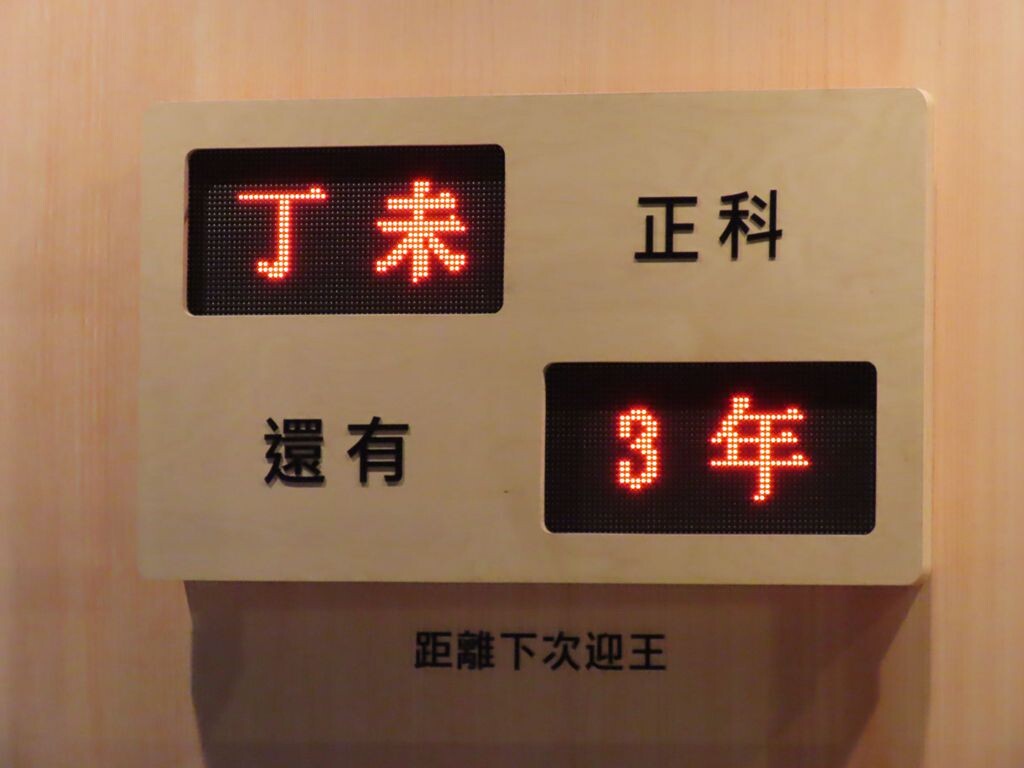 丁未 正科
還有 3年
距離下次迎王